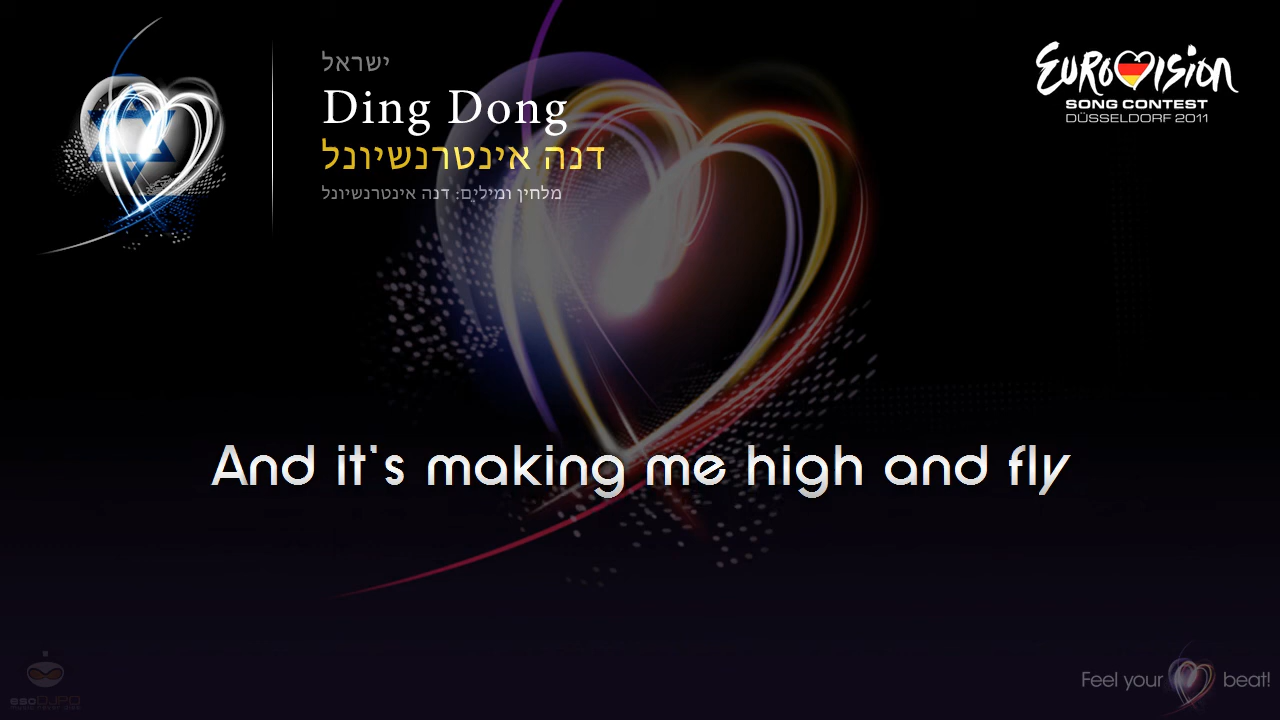 ישראל
Ding Dong
דנה אינטרנשיונל
מלחין ומילים: דנה אינטרנשיונל
EUROVISION
SONG CONTEST
DÜSSELDORF 2011
And it's making me high and fly
escDJPO
Feel your beat!